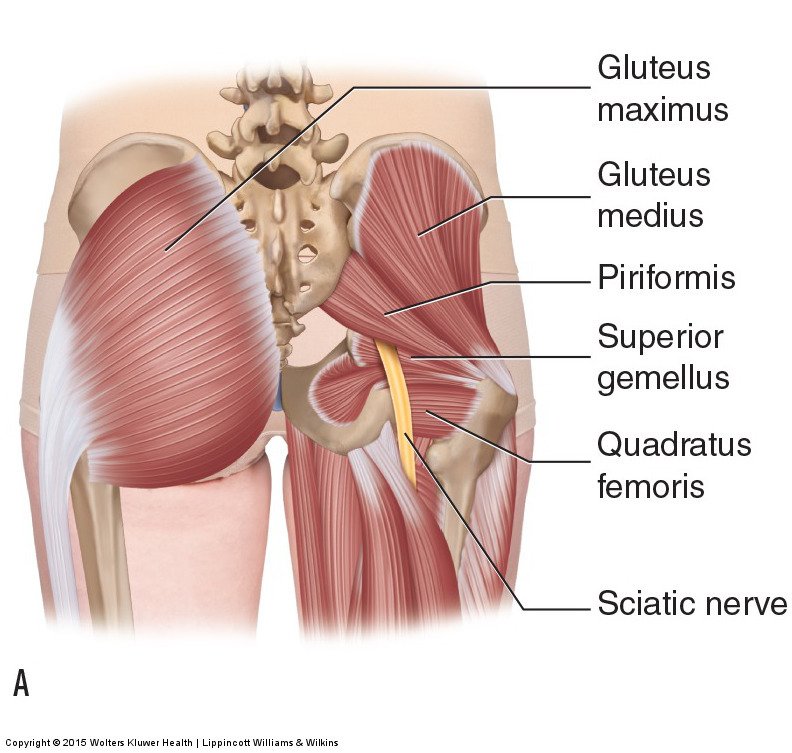 Gluteus
maximus
Gluteus
medius
Piriformis
Superior
gemellus
Quadratus
femoris
Sciatic nerve
A
Copyright © 2015 Wolters Kluwer Health | Lippincott Williams & Wilkins